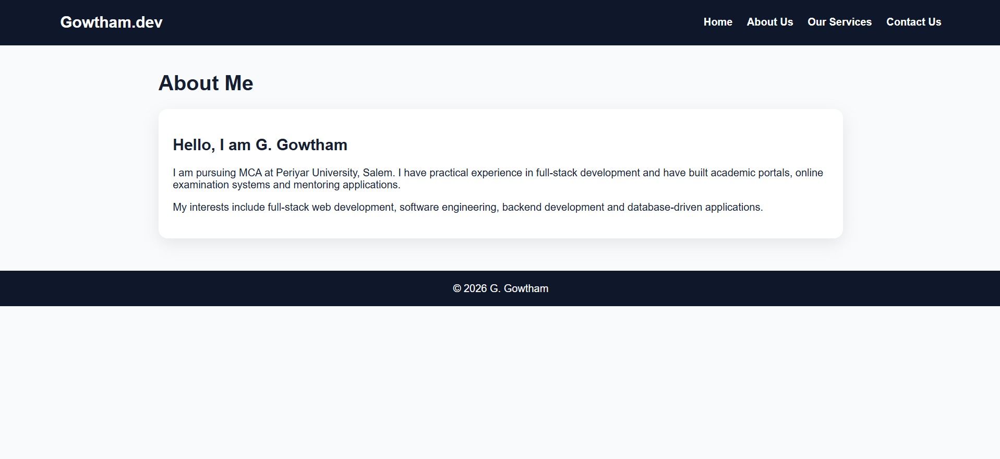 Gowtham.dev
Home About Us Our Services Contact Us
About Me
Hello, I am G. Gowtham
I am pursuing MCA at Periyar University, Salem. I have practical experience in full-stack development and have built academic portals, online
examination systems and mentoring applications.
My interests include full-stack web development, software engineering, backend development and database-driven applications.
© 2026 G. Gowtham